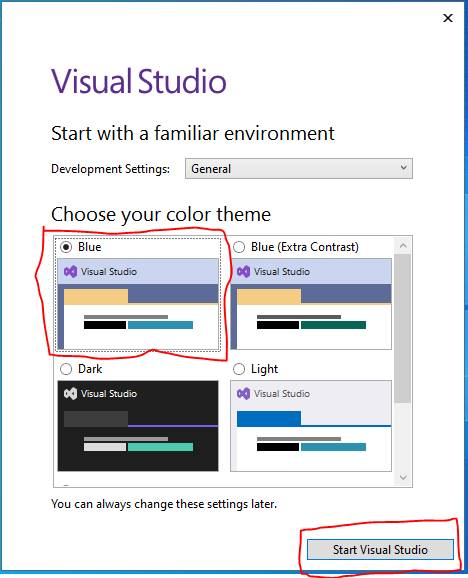 Visual Studio
Start with a familiar environment
Development Settings: General
Choose your color theme
Blue
Blue (Extra Contrast)
Visual Studio
Visual Studio
Dark
Light
Visual Studio
Visual Studio
You can always change these settings later.
Start Visual Studio